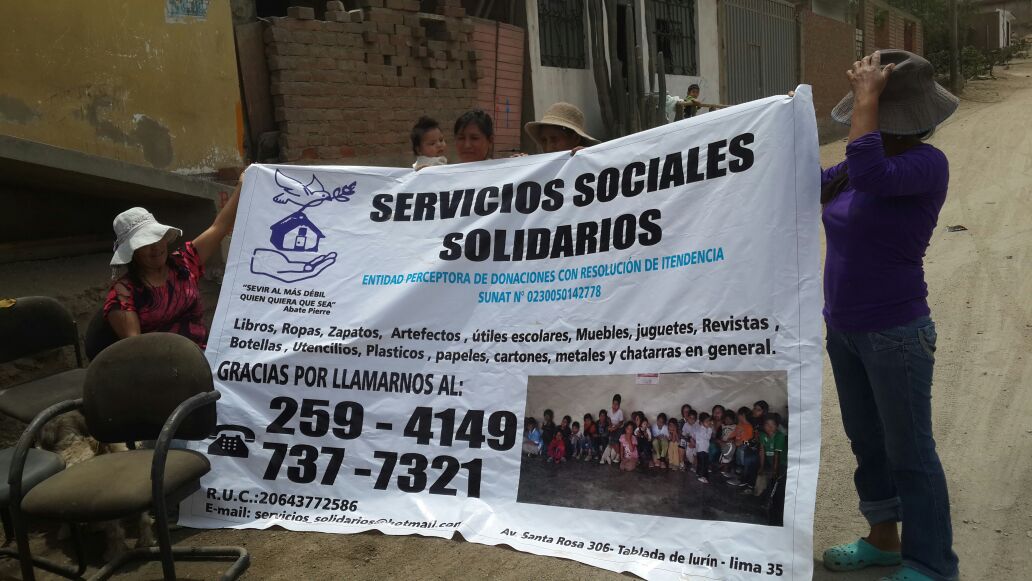 SERVICIOS SOCIALES
SOLIDARIOS
ENTIDAD PERCEPTORA DE DONACIONES CON RESOLUCIÓN DE ITENDENCIA
SUNAT N° 0230050142778
"SEVIR AL MÁS DÉBIL
QUIEN QUIERA QUE SEA"
Abate Pierre
Libros, Ropas, Zapatos, Artefectos, útiles escolares, Muebles, juguetes, Revistas,
Botellas, Utencilios, Plasticos, papeles, cartones, metales y chatarras en general.
GRACIAS POR LLAMARNOS AL:
259 - 4149
737 -7321
R.U.C.:20643772586
E-mail: servicios_solidarios@hotmail.com
Av. Santa Rosa 306- Tablada de lurín - lima 35